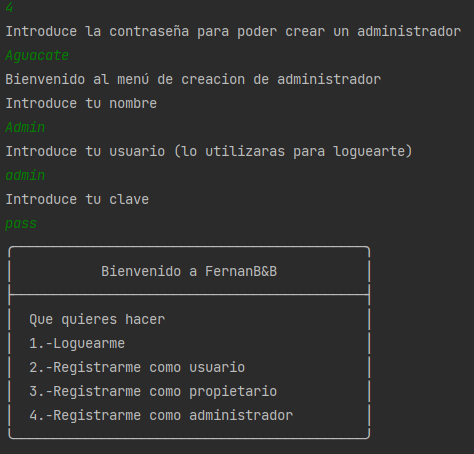 4
Introduce la contraseña para poder crear un administrador
Aguacate
Bienvenido al menú de creacion de administrador
Introduce tu nombre
Admin
Introduce tu usuario (lo utilizaras para loguearte)
admin
Introduce tu clave
pass
Bienvenido a FernanB&B
Que quieres hacer
1.-Loguearme
2.-Registrarme como usuario
3.-Registrarme como propietario
4.-Registrarme como administrador